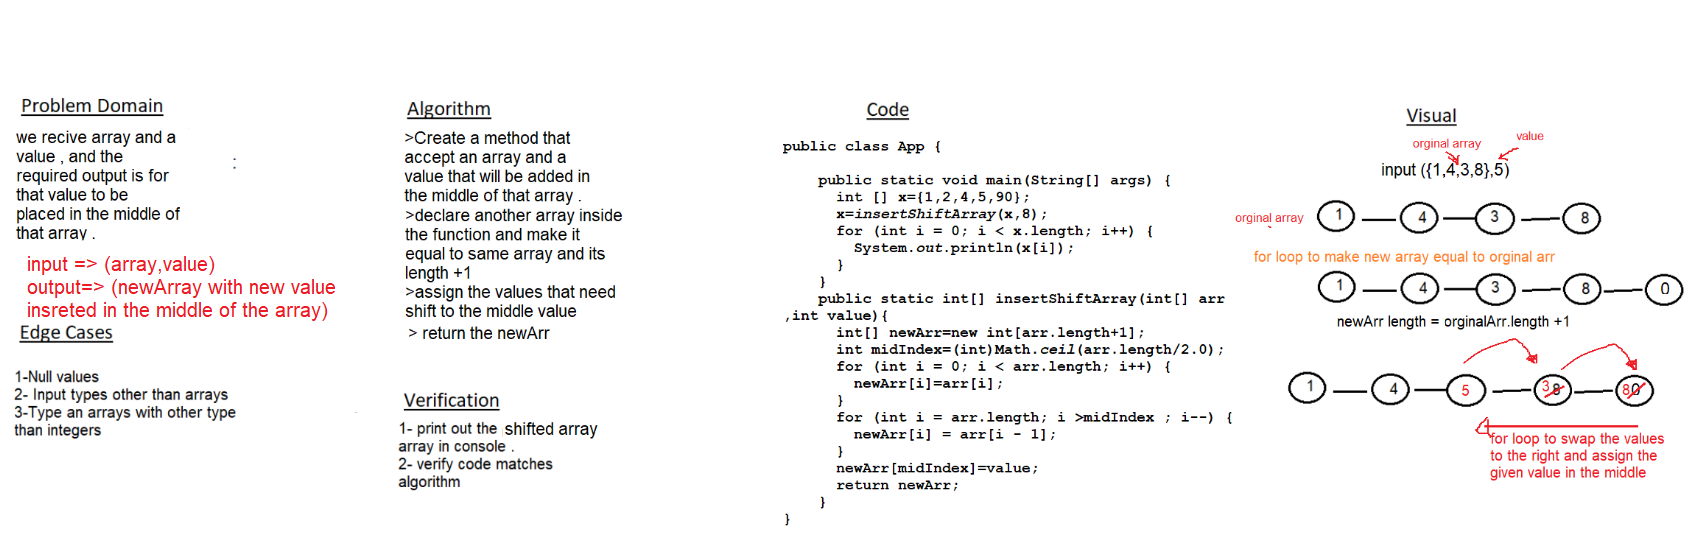 Problem Domain
we recive array and a
value , and the
required output is for
that value to be
placed in the middle of
that array .
:
input => (array,value)
output=> (newArray with new value
insreted in the middle of the array)
Edge Cases
1-Null values
2- Input types other than arrays
3-Type an arrays with other type
than integers
Algorithm
>Create a method that
accept an array and a
value that will be added in
the middle of that array .
>declare another array inside
the function and make it
equal to same array and its
length +1
>assign the values that need
shift to the middle value
> return the newArr
Verification
1- print out the shifted array
array in console .
2- verify code matches
algorithm
Code
public class App {
public static void main(String[] args) {
int [] x={1,2,4,5,90};
x=insertShiftArray(x,8);
for (int i = 0; i < x.length; i++) {
System.out.println(x[i]);
}
}
public static int[] insertShiftArray(int[] arr
,int value){
int[] newArr=new int[arr.length+1];
int midIndex=(int)Math.ceil(arr.length/2.0);
for (int i = 0; i < arr.length; i++) {
newArr[i]=arr[i];
}
for (int i = arr.length; i >midIndex ; i--) {
newArr[i] = arr[i - 1];
}
newArr[midIndex]=value;
return newArr;
}
}
Visual
orginal array
value
input ({1,4,3,8},5)
orginal array
1 4 3 8
for loop to make new array equal to orginal arr
1 4 3 8 0
newArr length = orginalArr.length +1
1 4 5 3 8 8 0
for loop to swap the values
to the right and assign the
given value in the middle